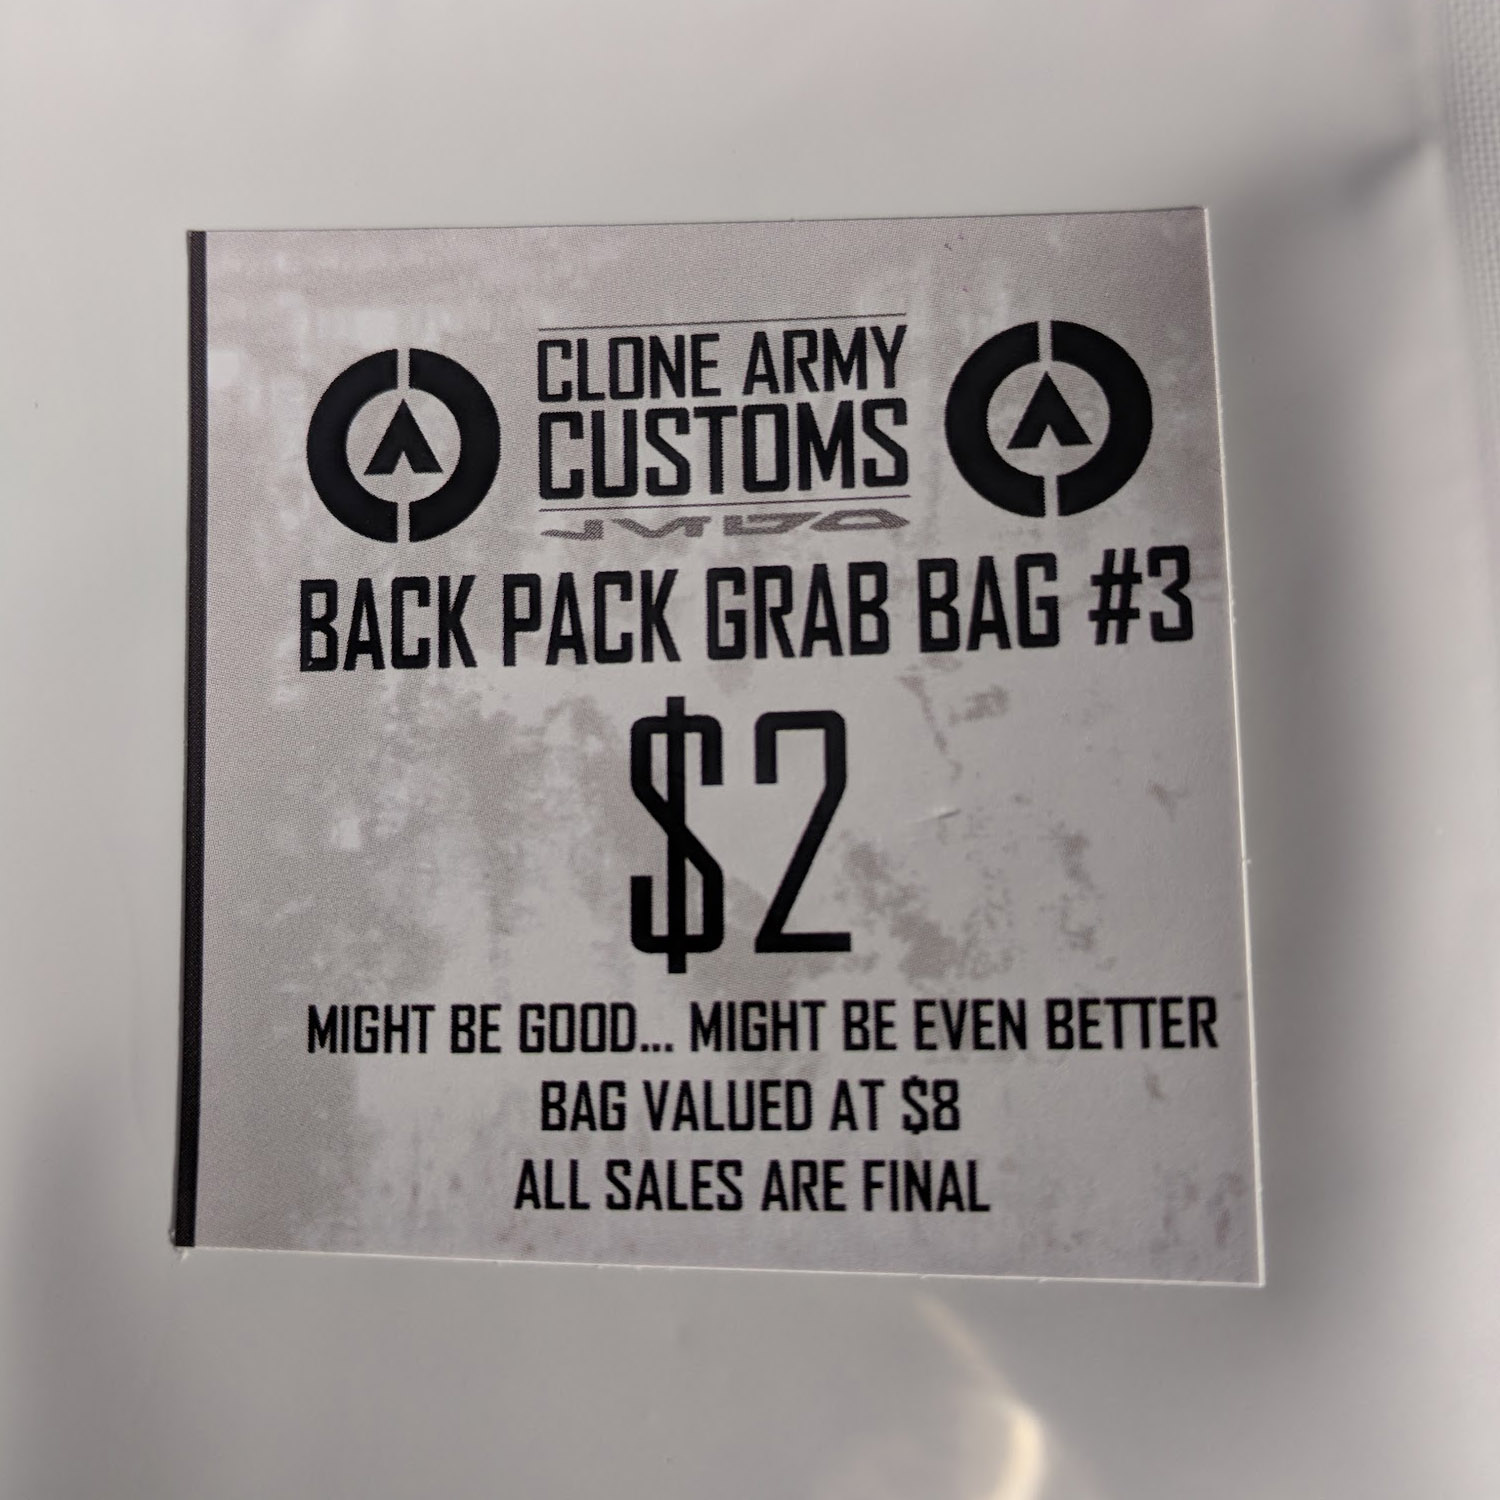 CLONE ARMY
CUSTOMS
BACK PACK GRAB BAG #3
$2
MIGHT BE GOOD... MIGHT BE EVEN BETTER
BAG VALUED AT $8
ALL SALES ARE FINAL